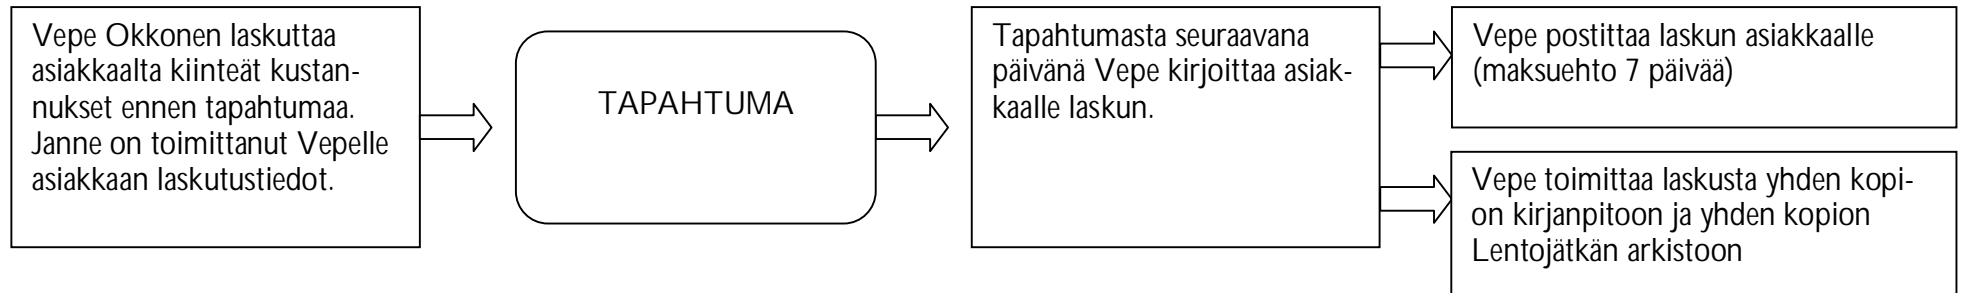 Vepe Okkonen laskuttaa
asiakkaalta kiinteät kustan-
nukset ennen tapahtumaa.
Janne on toimittanut Vepelle
asiakkaan laskutustiedot.
TAPAHTUMA
Tapahtumasta seuraavana
päivänä Vepe kirjoittaa asiak-
kaalle laskun.
Vepe postittaa laskun asiakkaalle
(maksuehto 7 päivää)
Vepe toimittaa laskusta yhden kopi-
on kirjanpitoon ja yhden kopion
Lentojätkän arkistoon